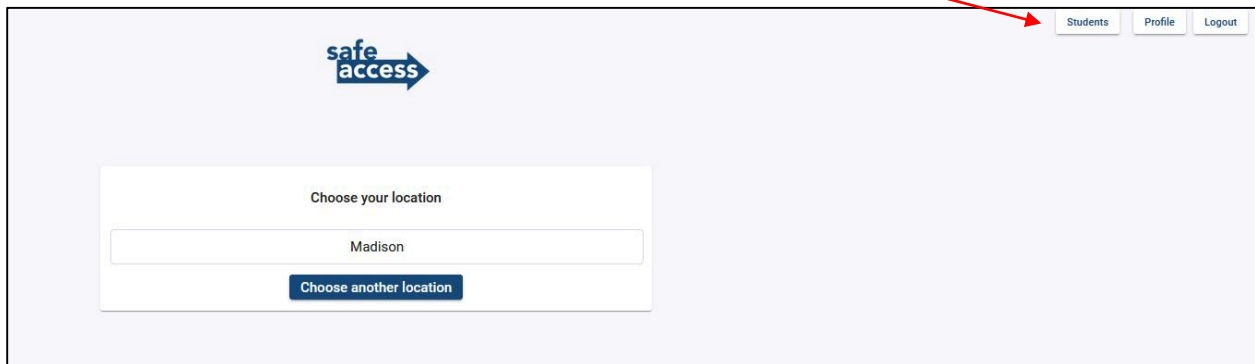 Students Profile Logout
safe
access
Choose your location
Madison
Choose another location